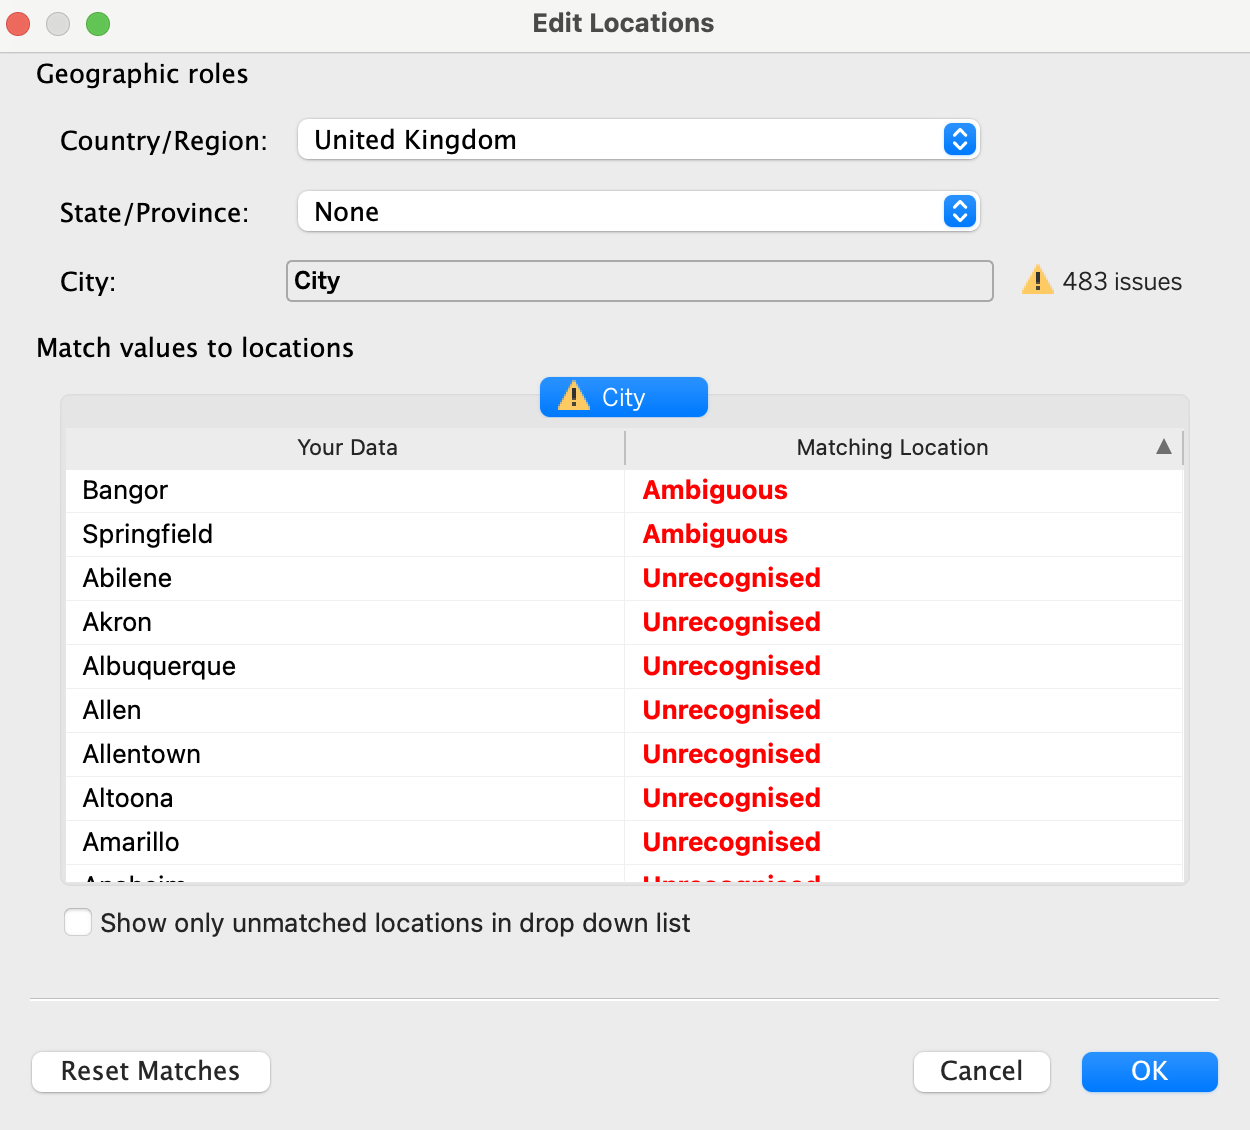 Edit Locations
Geographic roles
Country/Region: United Kingdom
State/Province: None
City: City 483 issues
Match values to locations
City
Your Data Matching Location
Bangor Ambiguous
Springfield Ambiguous
Abilene Unrecognised
Akron Unrecognised
Albuquerque Unrecognised
Allen Unrecognised
Allentown Unrecognised
Altoona Unrecognised
Amarillo Unrecognised
Show only unmatched locations in drop down list
Reset Matches Cancel OK